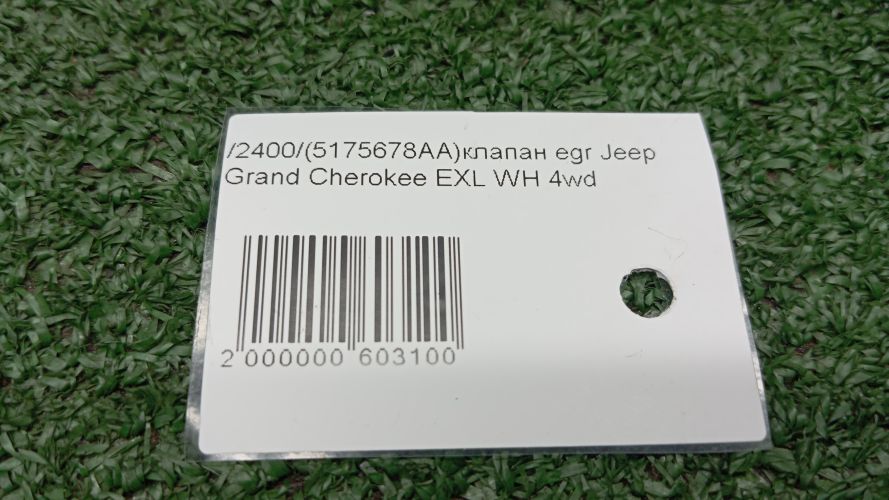 /2400/(5175678AA)клапан egr Jeep
Grand Cherokee EXL WH 4wd
2 000000 603100